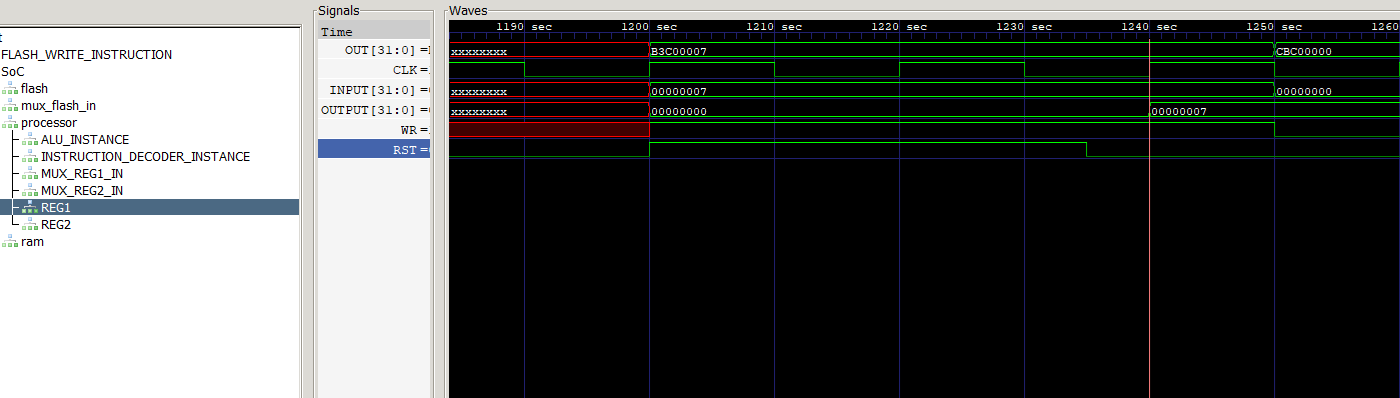 t
FLASH_WRITE_INSTRUCTION
SoC
flash
mux_flash_in
processor
ALU_INSTANCE
INSTRUCTION_DECODER_INSTANCE
MUX_REG1_IN
MUX_REG2_IN
REG1
REG2
ram
Signals
Time
OUT[31:0] =
CLK =
INPUT[31:0] =
OUTPUT[31:0] =
WR =
RST =
Waves
1190 sec 1200 sec 1210 sec 1220 sec 1230 sec 1240 sec 1250 sec 1260
xxxxxxxx B3C00007 CBC00000
xxxxxxxx 00000007 00000000
xxxxxxxx 00000000 00000007